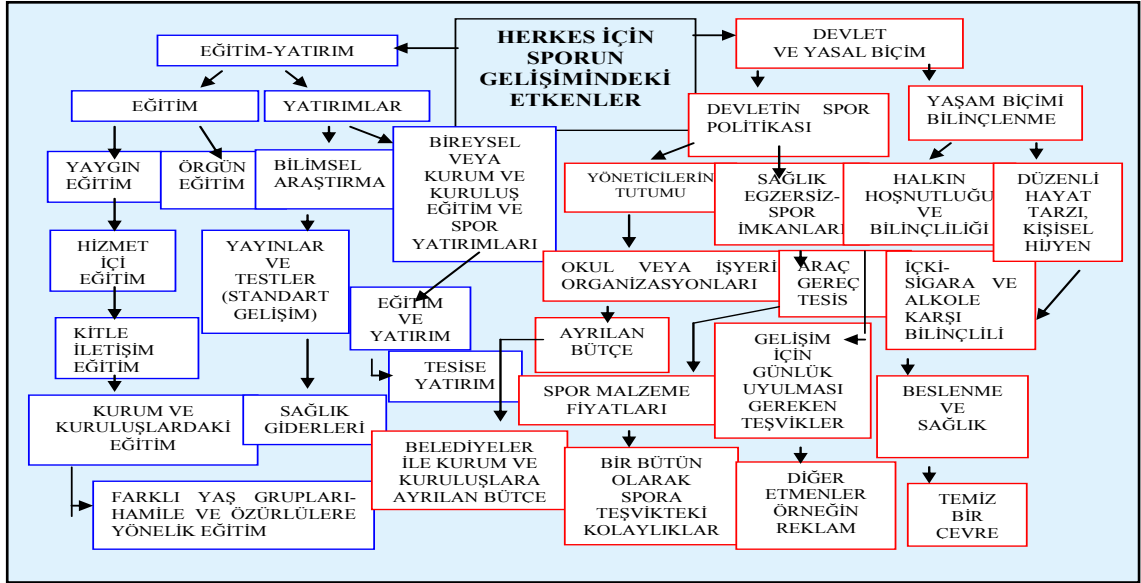 HERKES İÇİN
SPORUN
GELİŞİMİNDEKİ
ETKENLER
EĞİTİM-YATIRIM
DEVLET
VE YASAL BİÇİM
EĞİTİM
YATIRIMLAR
DEVLETİN SPOR
POLİTIKASI
YAŞAM BİÇİMİ
BİLİNÇLENME
YAYGIN
EĞİTİM
ÖRGÜN
EĞİTİM
BİLİMSEL
ARAŞTIRMA
BİREYSEL
VEYA
KURUM VE
KURULUŞ
EĞİTİM VE
SPOR
YATIRIMLARI
YÖNETİCİLERİN
TUTUMU
SAĞLIK
EGZERSİZ-
SPOR
İMKANLARI
HALKIN
HOŞNUTLUĞU
VE
BİLİNÇLİLİĞİ
DÜZENLİ
HAYAT
TARZI,
KİŞİSEL
HİJYEN
HİZMET
İÇİ
EĞİTİM
YAYINLAR
VE
TESTLER
(STANDART
GELİŞİM)
EĞİTİM
VE
YATIRIM
OKUL VEYA İŞYERİ
ORGANİZASYONLARI
ARAÇ
GEREÇ
TESİS
İÇKİ-
SİGARA VE
ALKOLE
KARŞI
BİLİNÇLİLİ
KİTLE
İLETİŞİM
EĞİTİM
TESİSE
YATIRIM
AYRILAN
BÜTÇE
SPOR MALZEME
FİYATLARI
GELİŞİM
İÇİN
GÜNLÜK
UYULMASI
GEREKEN
TEŞVİKLER
BESLENME
VE
SAĞLIK
KURUM VE
KURULUŞLARDAKİ
EĞİTİM
SAĞLIK
GİDERLERİ
BELEDİYELER
İLE KURUM VE
KURULUŞLARA
AYRILAN BÜTÇE
BİR BÜTÜN
OLARAK
SPORA
TEŞVİKTEKİ
KOLAYLIKLAR
DİĞER
ETMENLER
ÖRNEĞİN
REKLAM
TEMİZ
BİR
ÇEVRE
FARKLI YAŞ GRUPLARI-
HAMİLE VE ÖZÜRLÜLERE
YÖNELİK EĞİTİM